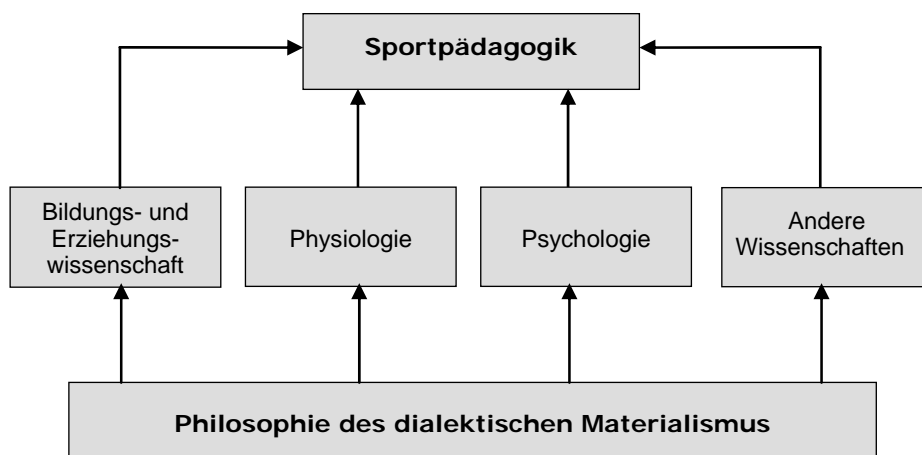 Sportpädagogik
Bildungs- und
Erziehungs-
wissenschaft
Physiologie
Psychologie
Andere
Wissenschaften
Philosophie des dialektischen Materialismus